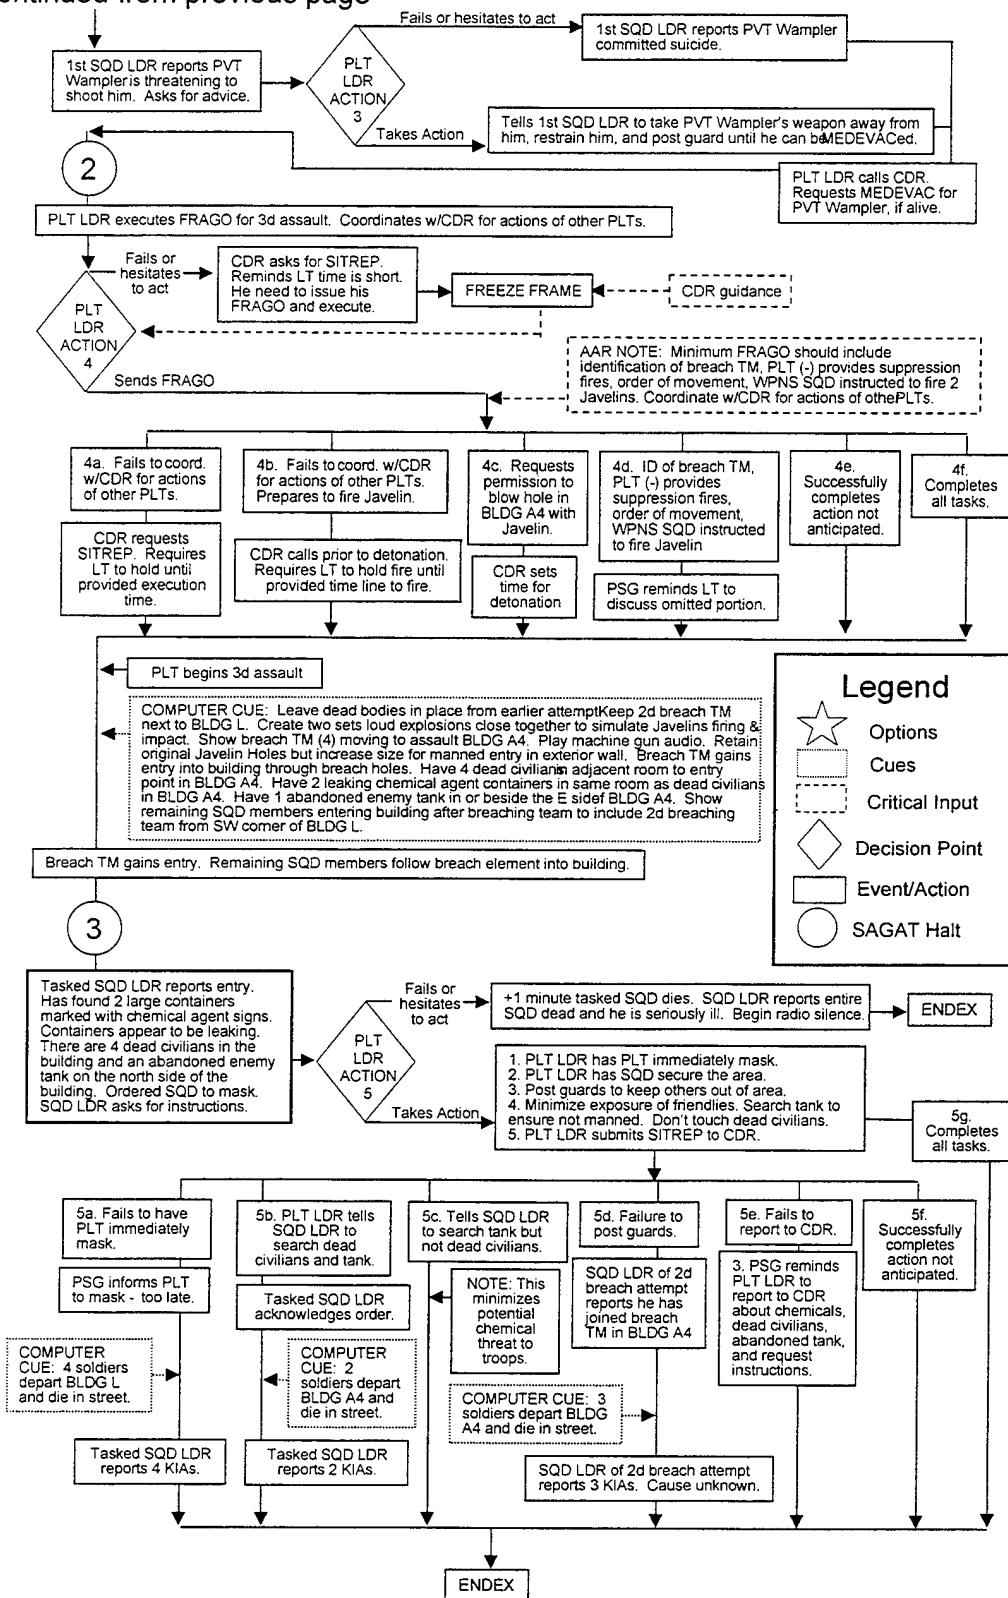 continued from previous page
Fails or hesitates to act
1st SQD LDR reports PVT
Wampler is threatening to
shoot him. Asks for advice.
PLT
LDR
ACTION
3
1st SQD LDR reports PVT Wampler
committed suicide.
Takes Action
Tells 1st SQD LDR to take PVT Wampler's weapon away from
him, restrain him, and post guard until he can be MEDEVACed.
2
PLT LDR calls CDR.
Requests MEDEVAC for
PVT Wampler, if alive.
PLT LDR executes FRAGO for 3d assault. Coordinates w/CDR for actions of other PLTs.
Fails or
hesitates
to act
CDR asks for SITREP.
Reminds LT time is short.
He need to issue his
FRAGO and execute.
FREEZE FRAME
CDR guidance
PLT
LDR
ACTION
4
Sends FRAGO
AAR NOTE: Minimum FRAGO should include
identification of breach TM, PLT (-) provides suppression
fires, order of movement, WPNS SQD instructed to fire 2
Javelins. Coordinate w/CDR for actions of othePLTs.
4a. Fails to coord.
w/CDR for actions
of other PLTs.
4b. Fails to coord. w/CDR
for actions of other PLTs.
Prepares to fire Javelin.
4c. Requests
permission to
blow hole in
BLDG A4 with
Javelin.
4d. ID of breach TM,
PLT (-) provides
suppression fires,
order of movement,
WPNS SQD instructed
to fire Javelin
4e.
Successfully
completes
action not
anticipated.
4f.
Completes
all tasks.
CDR requests
SITREP. Requires
LT to hold until
provided execution
time.
CDR calls prior to detonation.
Requires LT to hold fire until
provided time line to fire.
CDR sets
time for
detonation
PSG reminds LT to
discuss omitted portion.
PLT begins 3d assault
COMPUTER CUE: Leave dead bodies in place from earlier attemptKeep 2d breach TM
next to BLDG L. Create two sets loud explosions close together to simulate Javelins firing &
impact. Show breach TM (4) moving to assault BLDG A4. Play machine gun audio. Retain
original Javelin Holes but increase size for manned entry in exterior wall. Breach TM gains
entry into building through breach holes. Have 4 dead civilians adjacent room to entry
point in BLDG A4. Have 2 leaking chemical agent containers in same room as dead civilians
in BLDG A4. Have 1 abandoned enemy tank in or beside the E sidef BLDG A4. Show
remaining SQD members entering building after breaching team to include 2d breaching
team from SW corner of BLDG L.
Breach TM gains entry. Remaining SQD members follow breach element into building.
Legend
Options
Cues
Critical Input
Decision Point
Event/Action
SAGAT Halt
3
Tasked SQD LDR reports entry.
Has found 2 large containers
marked with chemical agent signs.
Containers appear to be leaking.
There are 4 dead civilians in the
building and an abandoned enemy
tank on the north side of the
building. Ordered SQD to mask.
SQD LDR asks for instructions.
Fails or
hesitates
to act
PLT
LDR
ACTION
5
Takes Action
+1 minute tasked SQD dies. SQD LDR reports entire
SQD dead and he is seriously ill. Begin radio silence.
ENDEX
1. PLT LDR has PLT immediately mask.
2. PLT LDR has SQD secure the area.
3. Post guards to keep others out of area.
4. Minimize exposure of friendlies. Search tank to
ensure not manned. Don't touch dead civilians.
5. PLT LDR submits SITREP to CDR.
5g.
Completes
all tasks.
5a. Fails to have
PLT immediately
mask.
5b. PLT LDR tells
SQD LDR to
search dead
civilians and tank.
5c. Tells SQD LDR
to search tank but
not dead civilians.
5d. Failure to
post guards.
5e. Fails to
report to CDR.
5f.
Successfully
completes
action not
anticipated.
PSG informs PLT
to mask - too late.
Tasked SQD LDR
acknowledges order.
NOTE: This
minimizes
potential
chemical
threat to
troops.
SQD LDR of 2d
breach attempt
reports he has
joined breach
TM in BLDG A4
3. PSG reminds
PLT LDR to
report to CDR
about chemicals,
dead civilians,
abandoned tank,
and request
instructions.
COMPUTER
CUE: 4 soldiers
depart BLDG L
and die in street.
COMPUTER
CUE: 2
soldiers depart
BLDG A4 and
die in street.
COMPUTER CUE: 3
soldiers depart BLDG
A4 and die in street.
Tasked SQD LDR
reports 4 KIAs.
Tasked SQD LDR
reports 2 KIAs.
SQD LDR of 2d breach attempt
reports 3 KIAs. Cause unknown.
ENDEX